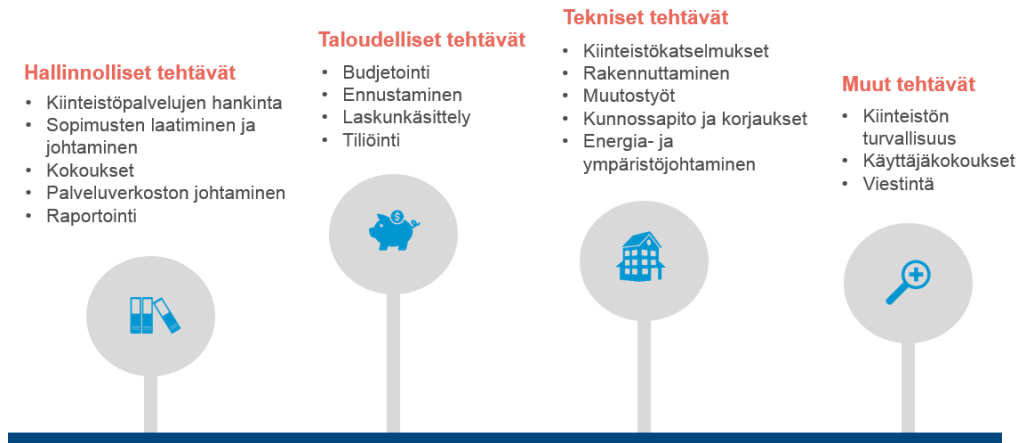 Hallinnolliset tehtävät
• Kiinteistöpalvelujen hankinta
• Sopimusten laatiminen ja
johtaminen
• Kokoukset
• Palveluverkoston johtaminen
• Raportointi
Taloudelliset tehtävät
• Budjetointi
• Ennustaminen
• Laskunkäsittely
• Tiliöinti
Tekniset tehtävät
• Kiinteistökatselmukset
• Rakennuttaminen
• Muutostyöt
• Kunnossapito ja korjaukset
• Energia- ja
ympäristöjohtaminen
Muut tehtävät
• Kiinteistön
turvallisuus
• Käyttäjäkokoukset
• Viestintä
$